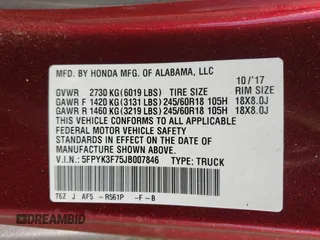 MFD. BY HONDA MFG. OF ALABAMA, LLC 10/'17
GVWR 2730 KG(6019 LBS) TIRE SIZE RIM SIZE
GAWR F 1420 KG(3131 LBS) 245/60R18 105H 18X8.0J
GAWR R 1460 KG(3219 LBS) 245/60R18 105H 18X8.0J
THIS VEHICLE CONFORMS TO ALL APPLICABLE
FEDERAL MOTOR VEHICLE SAFETY
STANDARDS IN EFFECT ON THE DATE OF
MANUFACTURE SHOWN ABOVE.
V.I.N: 5FPYK3F75JB007846 TYPE: TRUCK
T6Z J AF5 - R561P -F - B
DREAMBID